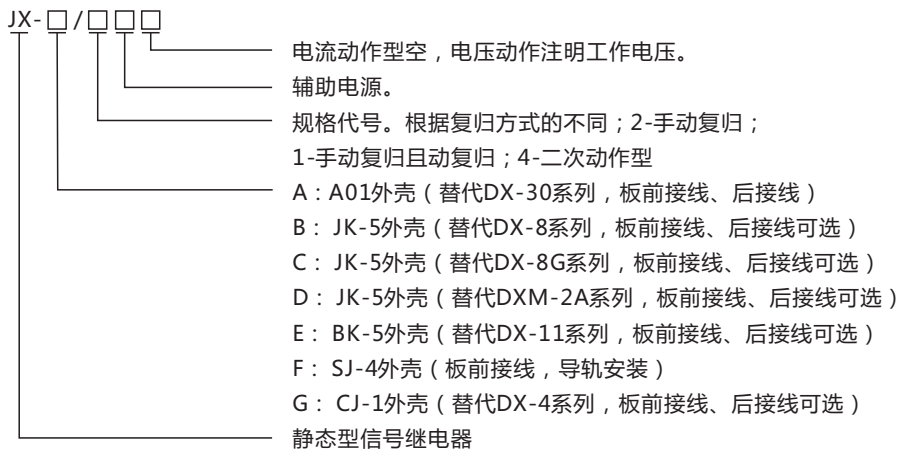 JX-□/□□□
电流动作型空，电压动作注明工作电压。
辅助电源。
规格代号。根据复归方式的不同；2-手动复归；
1-手动复归且动复归；4-二次动作型
A：A01外壳（替代DX-30系列，板前接线、后接线）
B：JK-5外壳（替代DX-8系列，板前接线、后接线可选）
C：JK-5外壳（替代DX-8G系列，板前接线、后接线可选）
D：JK-5外壳（替代DXM-2A系列，板前接线、后接线可选）
E：BK-5外壳（替代DX-11系列，板前接线、后接线可选）
F：SJ-4外壳（板前接线，导轨安装）
G：CJ-1外壳（替代DX-4系列，板前接线、后接线可选）
静态型信号继电器